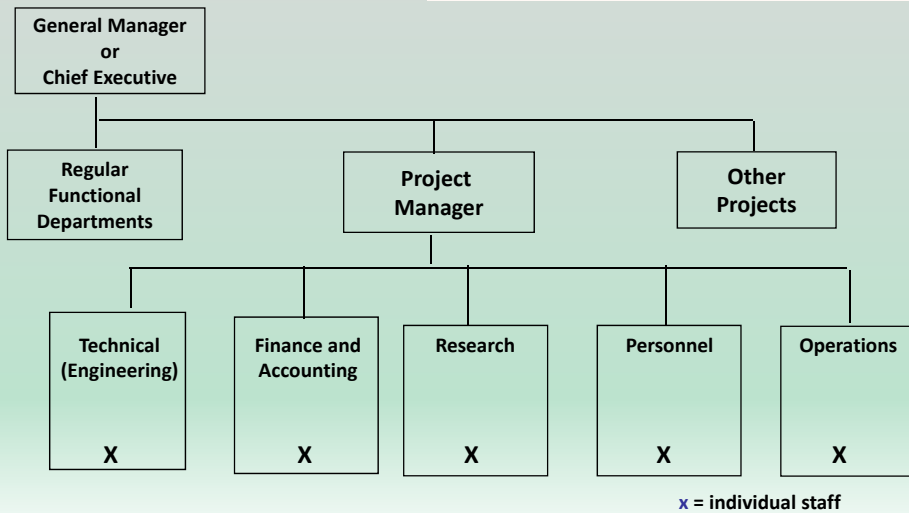 General Manager
or
Chief Executive
Regular
Functional
Departments
Project
Manager
Other
Projects
Technical
(Engineering)
X
Finance and
Accounting
X
Research
X
Personnel
X
Operations
X
x = individual staff